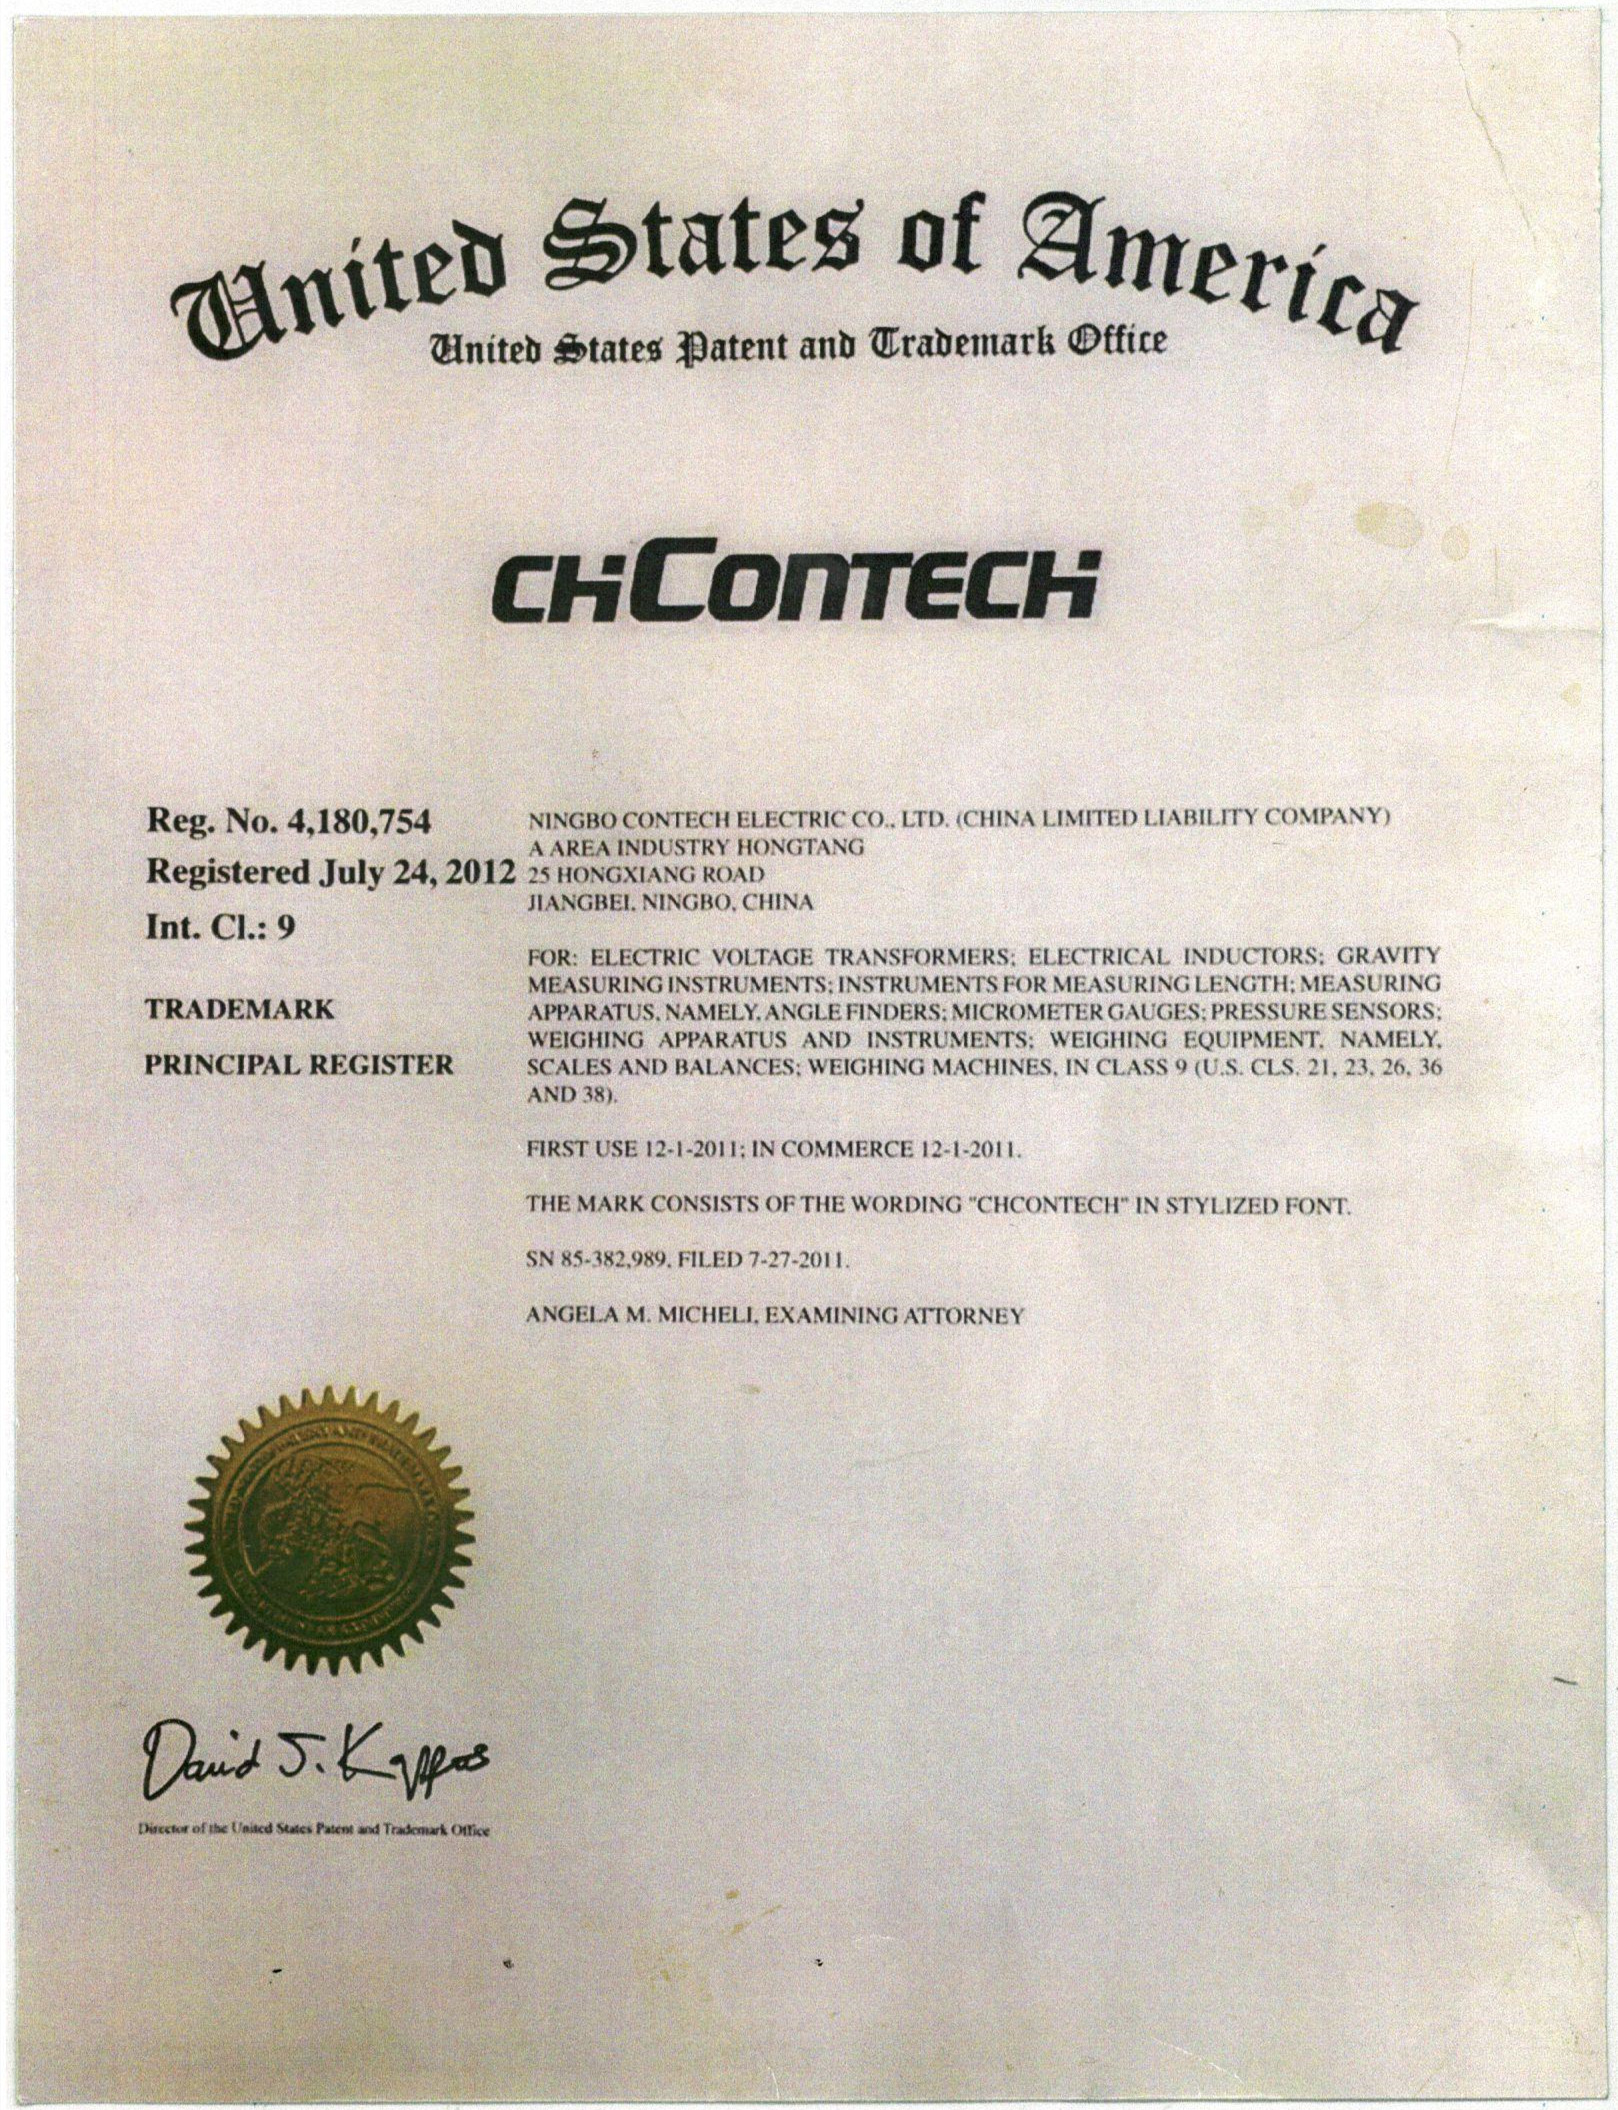 United States of America
United States Patent and Trademark Office
CHCONTECH
Reg. No. 4,180,754
Registered July 24, 2012
Int. Cl.: 9
TRADEMARK
PRINCIPAL REGISTER
NINGBO CONTECH ELECTRIC CO., LTD. (CHINA LIMITED LIABILITY COMPANY)
A AREA INDUSTRY HONGTANG
25 HONGXIANG ROAD
JIANGBEI, NINGBO, CHINA
FOR: ELECTRIC VOLTAGE TRANSFORMERS; ELECTRICAL INDUCTORS; GRAVITY
MEASURING INSTRUMENTS; INSTRUMENTS FOR MEASURING LENGTH; MEASURING
APPARATUS, NAMELY, ANGLE FINDERS; MICROMETER GAUGES; PRESSURE SENSORS;
WEIGHING APPARATUS AND INSTRUMENTS; WEIGHING EQUIPMENT, NAMELY,
SCALES AND BALANCES; WEIGHING MACHINES, IN CLASS 9 (U.S. CLS. 21, 23, 26, 36
AND 38).
FIRST USE 12-1-2011; IN COMMERCE 12-1-2011.
THE MARK CONSISTS OF THE WORDING "CHCONTECH" IN STYLIZED FONT.
SN 85-382,989, FILED 7-27-2011.
ANGELA M. MICHELI, EXAMINING ATTORNEY
David J. Kappos
Director of the United States Patent and Trademark Office